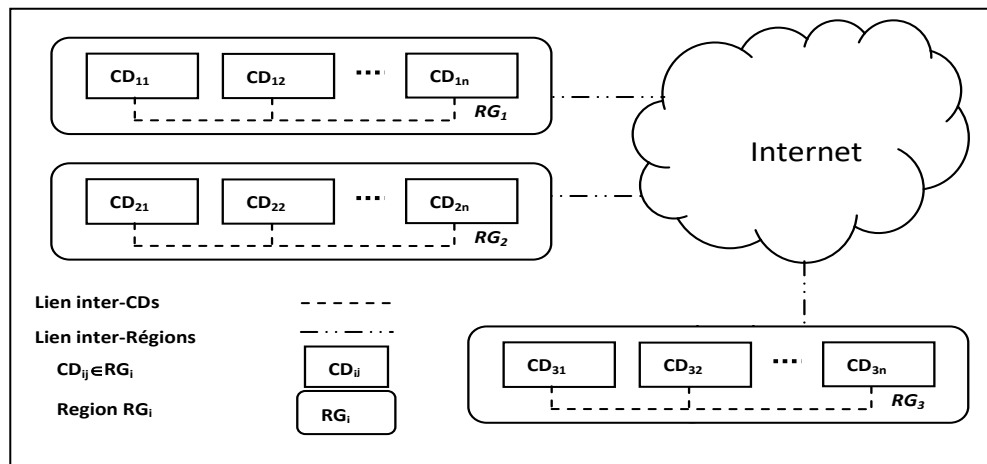 CD11 CD12 .... CD1n
RG1
Internet
CD21 CD22 .... CD2n
RG2
Lien inter-CDs
Lien inter-Régions
CDij∈RGi CDij
Region RGi RGi
CD31 CD32 .... CD3n
RG3